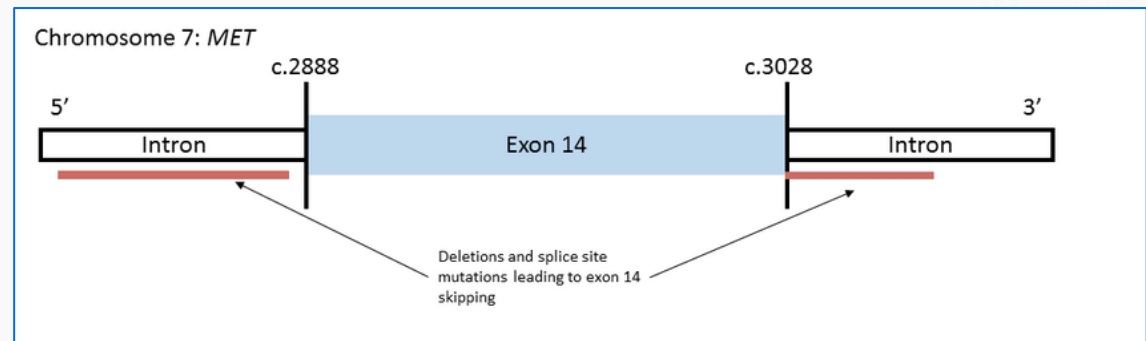 Chromosome 7: MET
c.2888
c.3028
5’
3’
Intron
Exon 14
Intron
Deletions and splice site
mutations leading to exon 14
skipping